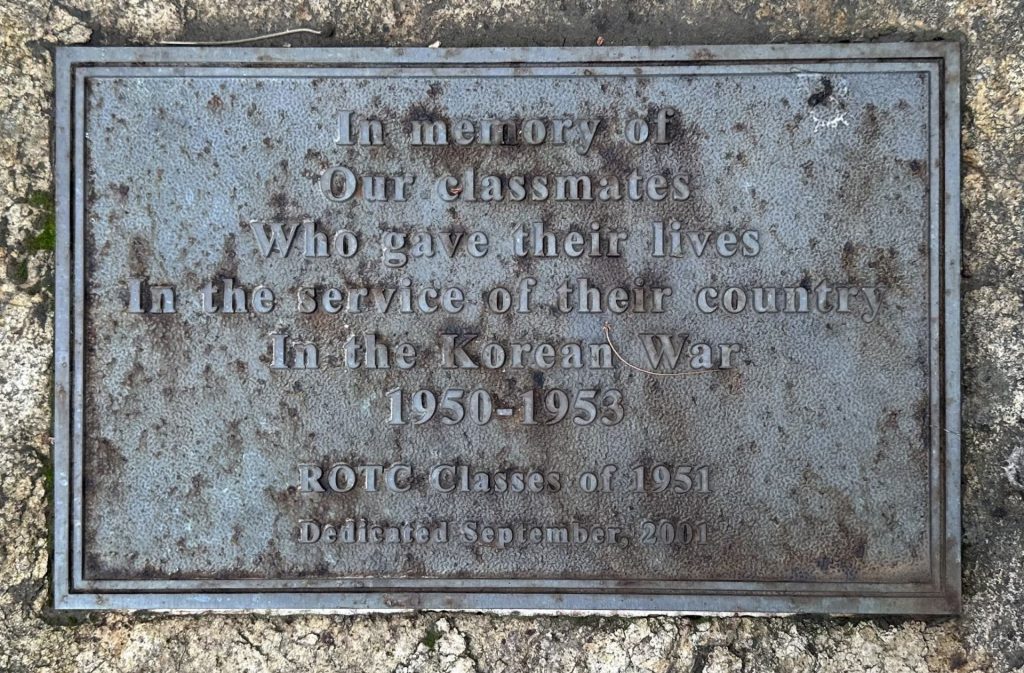 In memory of
Our classmates
Who gave their lives
In the service of their country
In the Korean War
1950-1953
ROTC Classes of 1951
Dedicated September, 2001